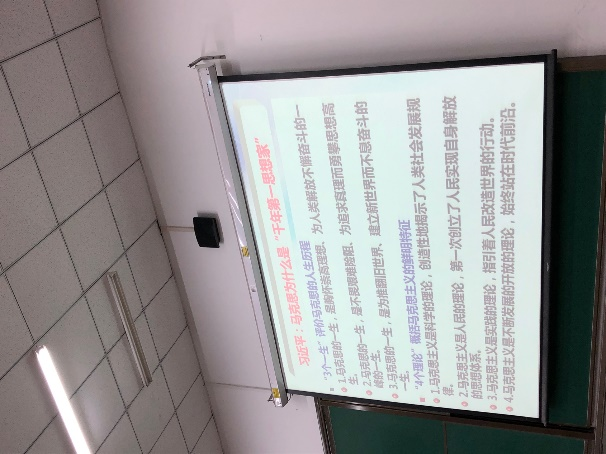 习近平：马克思为什么是“千年第一思想家”
“3个一生”评价马克思的人生历程
1.马克思的一生，是胸怀崇高理想、为人类解放不懈奋斗的一
生。
2.马克思的一生，是不畏艰难险阻、为追求真理而勇攀思想高
峰的一生。
3.马克思的一生，是为推翻旧世界、建立新世界而不息奋斗的
一生。
“4个理论”概括马克思主义的鲜明特征
1.马克思主义是科学的理论，创造性地揭示了人类社会发展规
律。
2.马克思主义是人民的理论，第一次创立了人民实现自身解放
的思想体系。
3.马克思主义是实践的理论，指引着人民改造世界的行动。
4.马克思主义是不断发展的开放的理论，始终站在时代前沿。